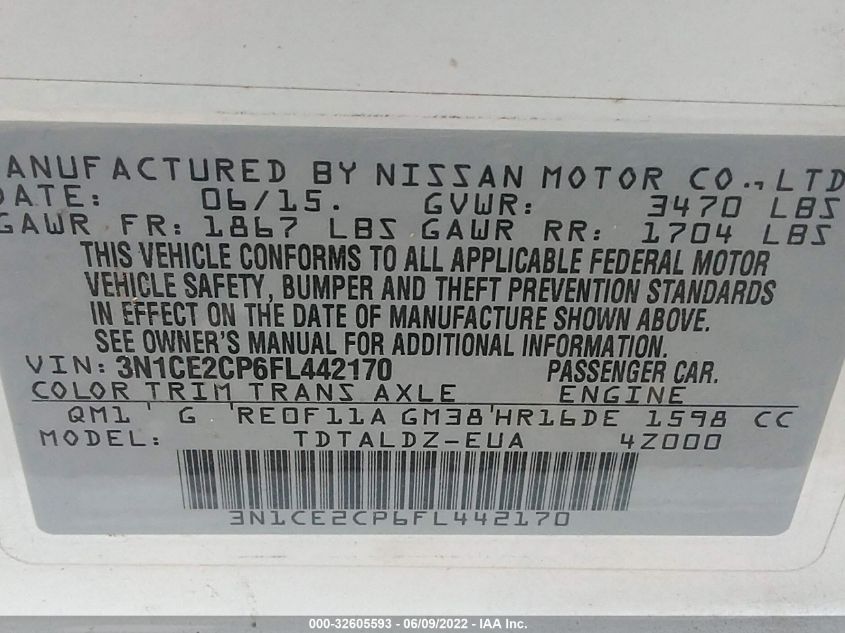 ANUFACTURED BY NISSAN MOTOR CO., LTD
DATE: 06/15. GVWR: 3470 LBS
GAWR FR: 1867 LBS GAWR RR: 1704 LBS
THIS VEHICLE CONFORMS TO ALL APPLICABLE FEDERAL MOTOR
VEHICLE SAFETY, BUMPER AND THEFT PREVENTION STANDARDS
IN EFFECT ON THE DATE OF MANUFACTURE SHOWN ABOVE.
SEE OWNER'S MANUAL FOR ADDITIONAL INFORMATION.
VIN: 3N1CE2CP6FL442170 PASSENGER CAR.
COLOR TRIM TRANS AXLE ENGINE
QM1 ' G 'RE0F11A GM38'HR16DE 1598 CC
MODEL: TDTALDZ-EUA 4Z000
3N1CE2CP6FL442170
000-32605593 - 06/09/2022 - IAA Inc.